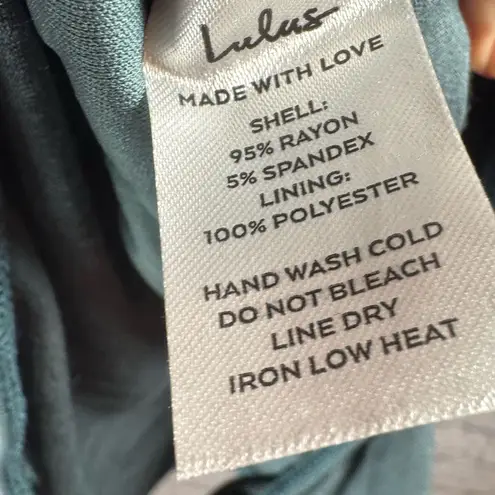 Lulus
MADE WITH LOVE
SHELL:
95% RAYON
5% SPANDEX
LINING:
100% POLYESTER
HAND WASH COLD
DO NOT BLEACH
LINE DRY
IRON LOW HEAT